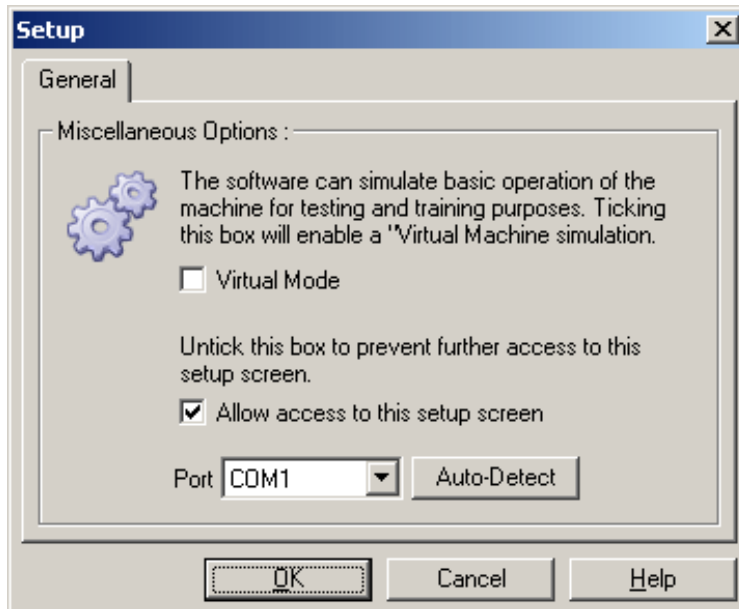 Setup
General
Miscellaneous Options :
The software can simulate basic operation of the
machine for testing and training purposes. Ticking
this box will enable a "Virtual Machine simulation.
Virtual Mode
Untick this box to prevent further access to this
setup screen.
Allow access to this setup screen
Port COM1 Auto-Detect
OK Cancel Help